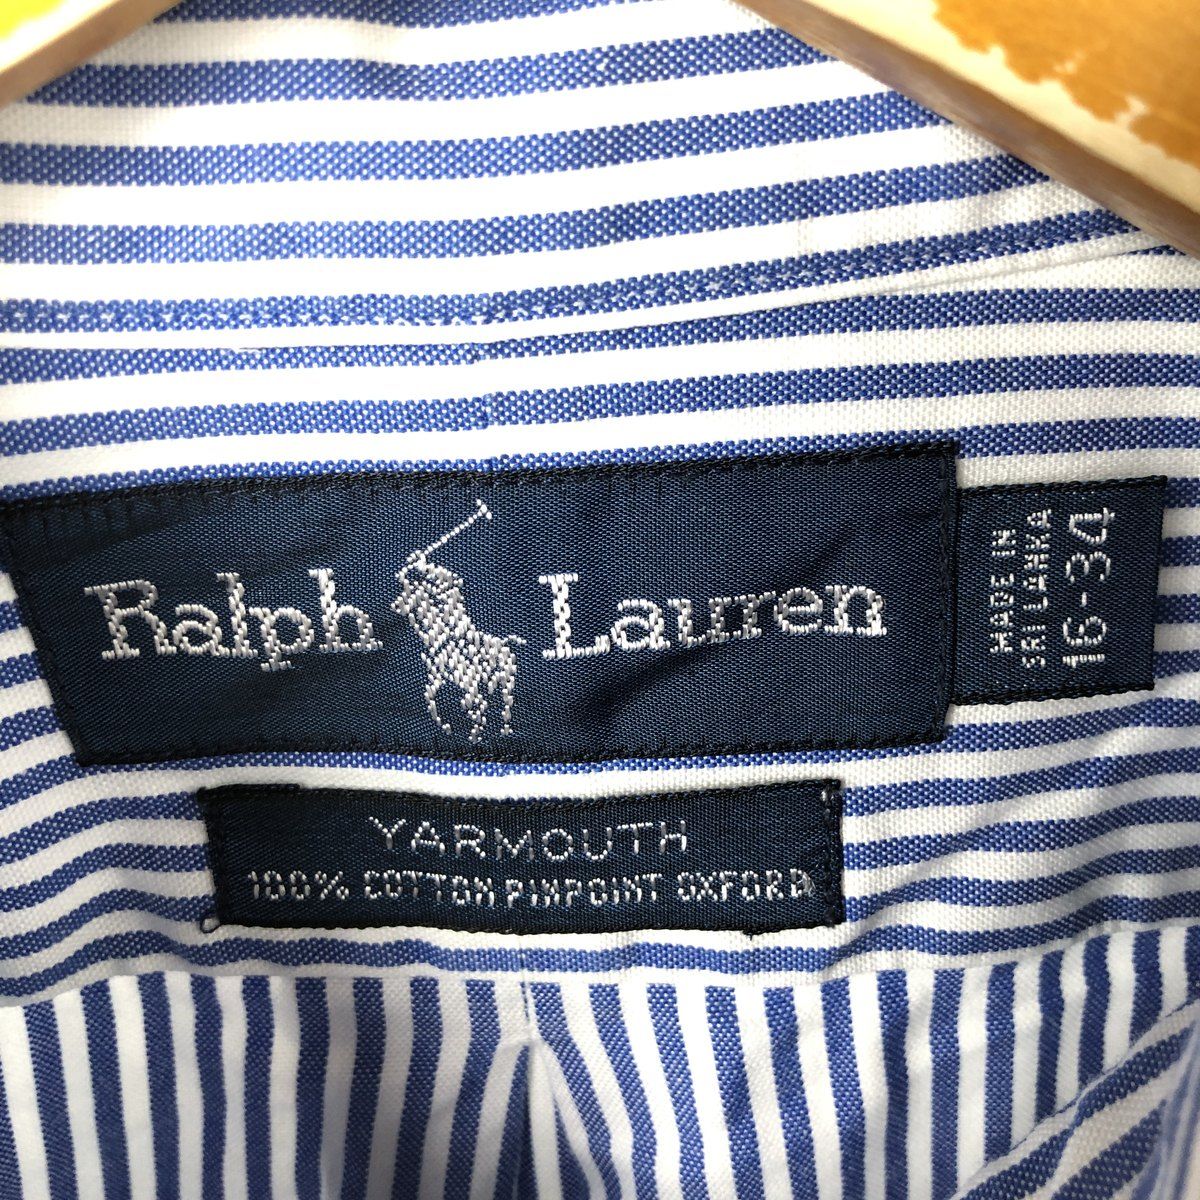 Ralph Lauren
MADE IN
SRI LANKA
16-34
YARMOUTH
100% COTTON PINPOINT OXFORD